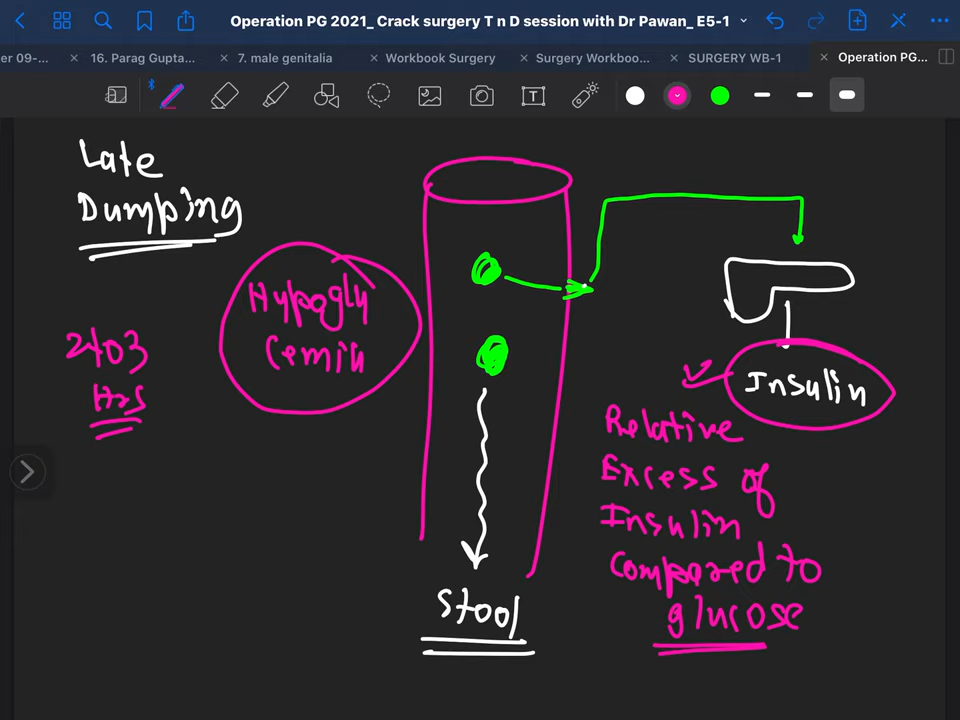 Operation PG 2021_ Crack surgery T n D session with Dr Pawan_ E5-1
er 09-...
16. Parag Gupta...
7. male genitalia
Workbook Surgery
Surgery Workboo...
SURGERY WB-1
Operation PG...
Late
Dumping
Hypogly
Cemia
2 to 3
Hrs
Insulin
Relative
Excess of
Insulin
Compared to
glucose
Stool